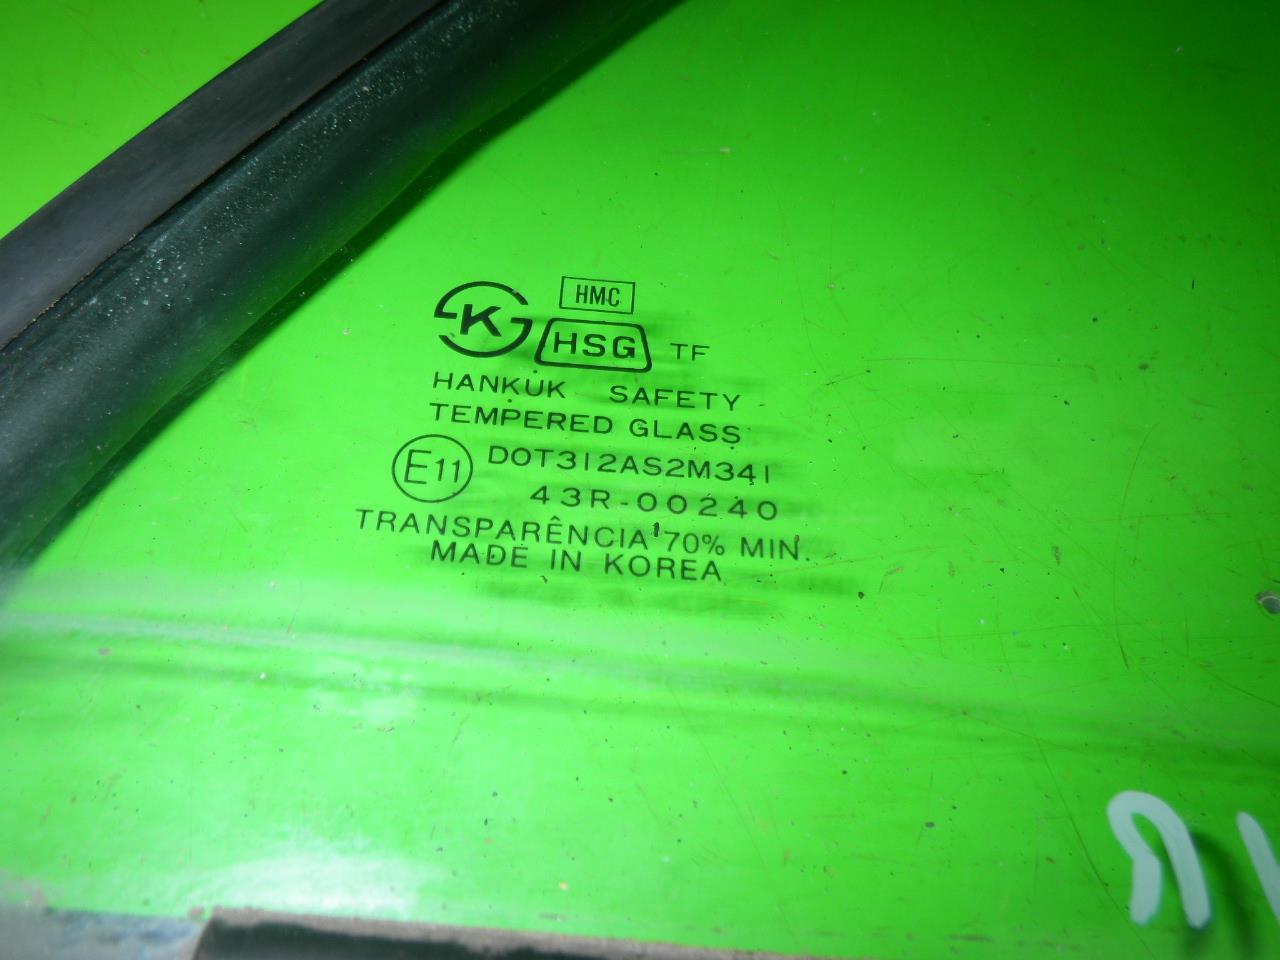 HMC
K HSG TF
HANKUK SAFETY
TEMPERED GLASS
E11 DOT312AS2M341
43R-00240
TRANSPARÊNCIA 70% MIN.
MADE IN KOREA